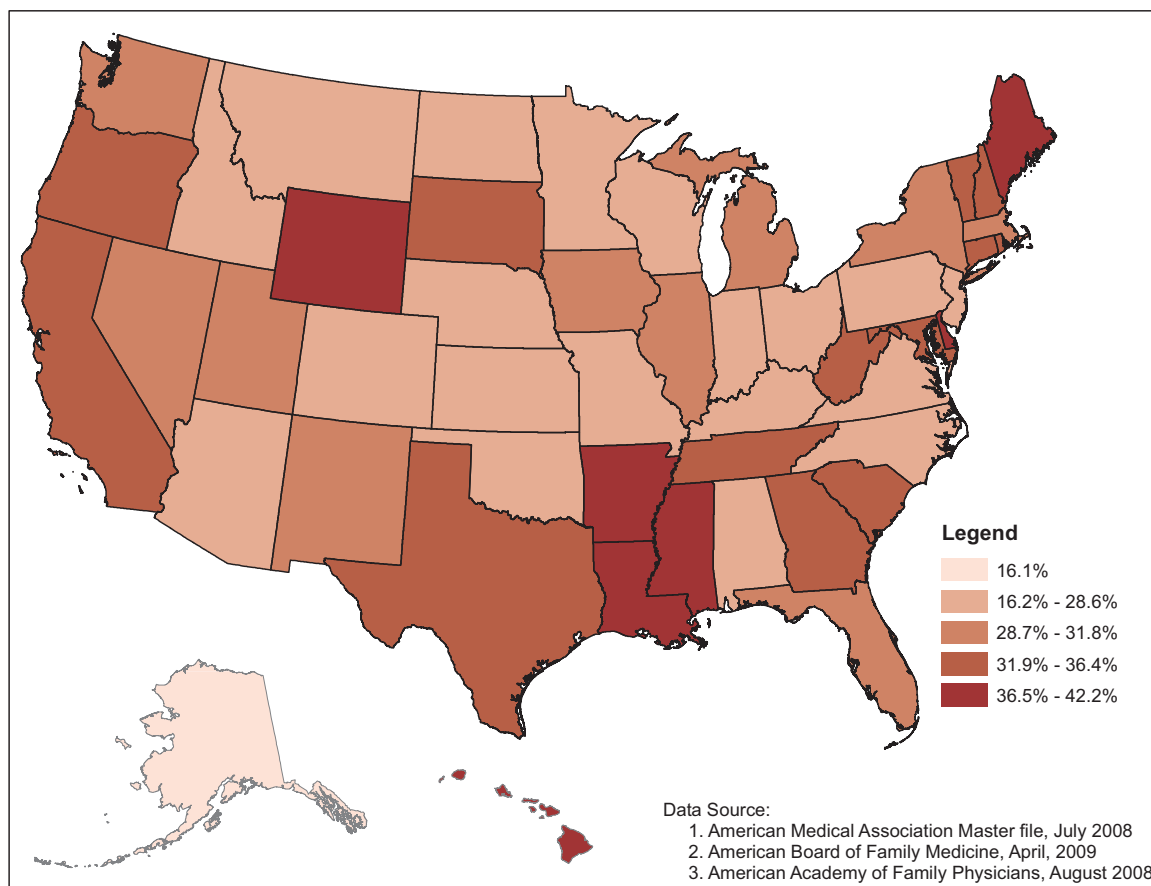 Legend
16.1%
16.2% - 28.6%
28.7% - 31.8%
31.9% - 36.4%
36.5% - 42.2%
Data Source:
1. American Medical Association Master file, July 2008
2. American Board of Family Medicine, April, 2009
3. American Academy of Family Physicians, August 2008